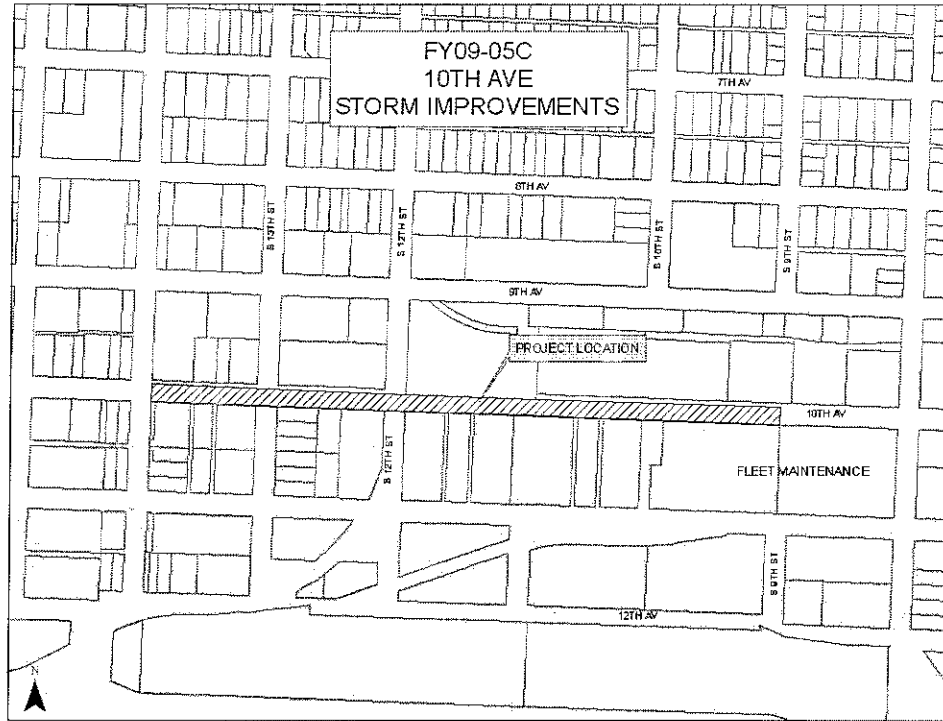 FY09-05C
10TH AVE
STORM IMPROVEMENTS
7TH AV
8TH AV
S 13TH ST
S 12TH ST
S 10TH ST
S 9TH ST
9TH AV
PROJECT LOCATION
10TH AV
S 12TH ST
FLEET MAINTENANCE
S 9TH ST
12TH AV
N